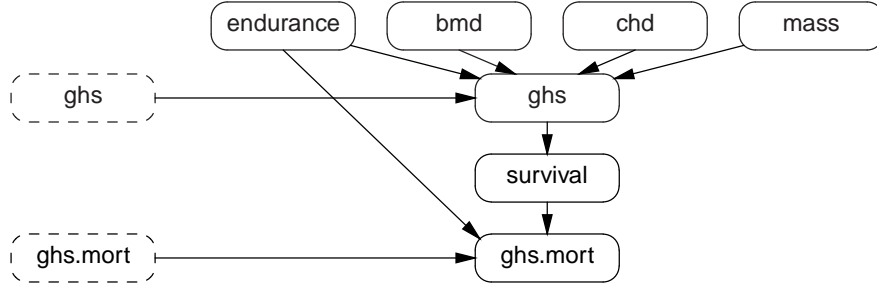 endurance bmd chd mass
ghs ghs
survival
ghs.mort ghs.mort